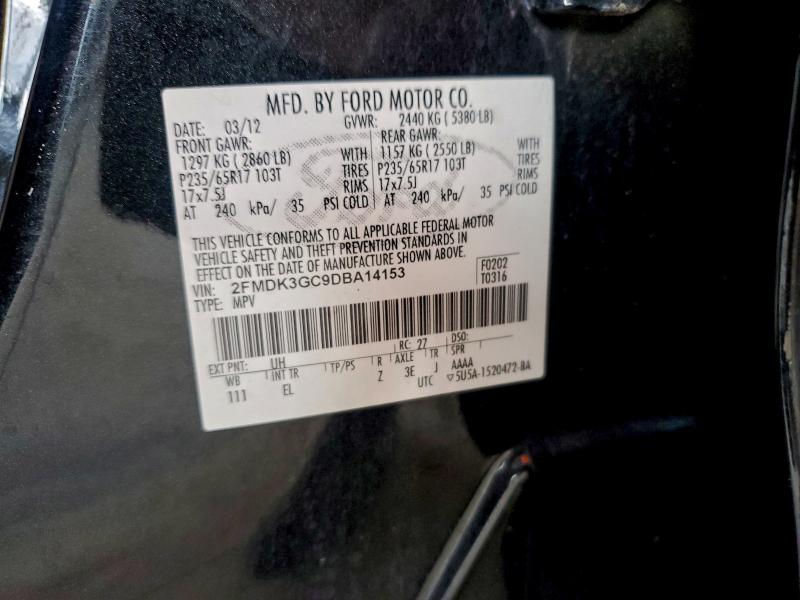 MFD. BY FORD MOTOR CO.
DATE: 03/12 GVWR: 2440 KG ( 5380 LB)
FRONT GAWR: REAR GAWR:
1297 KG ( 2860 LB) WITH 1157 KG ( 2550 LB) WITH
P235/65R17 103T TIRES P235/65R17 103T TIRES
17x7.5J RIMS 17x7.5J RIMS
AT 240 kPa/ 35 PSI COLD AT 240 kPa/ 35 PSI COLD
THIS VEHICLE CONFORMS TO ALL APPLICABLE FEDERAL MOTOR
VEHICLE SAFETY AND THEFT PREVENTION STANDARDS IN
EFFECT ON THE DATE OF MANUFACTURE SHOWN ABOVE.
VIN: 2FMDK3GC9DBA14153 F0202
TYPE: MPV T0316
EXT PNT: UH RC: 27 DSO:
WB INT TR TP/PS R AXLE TR SPR
111 EL Z 3E J AAAA
UTC ▽5U5A-1520472-BA